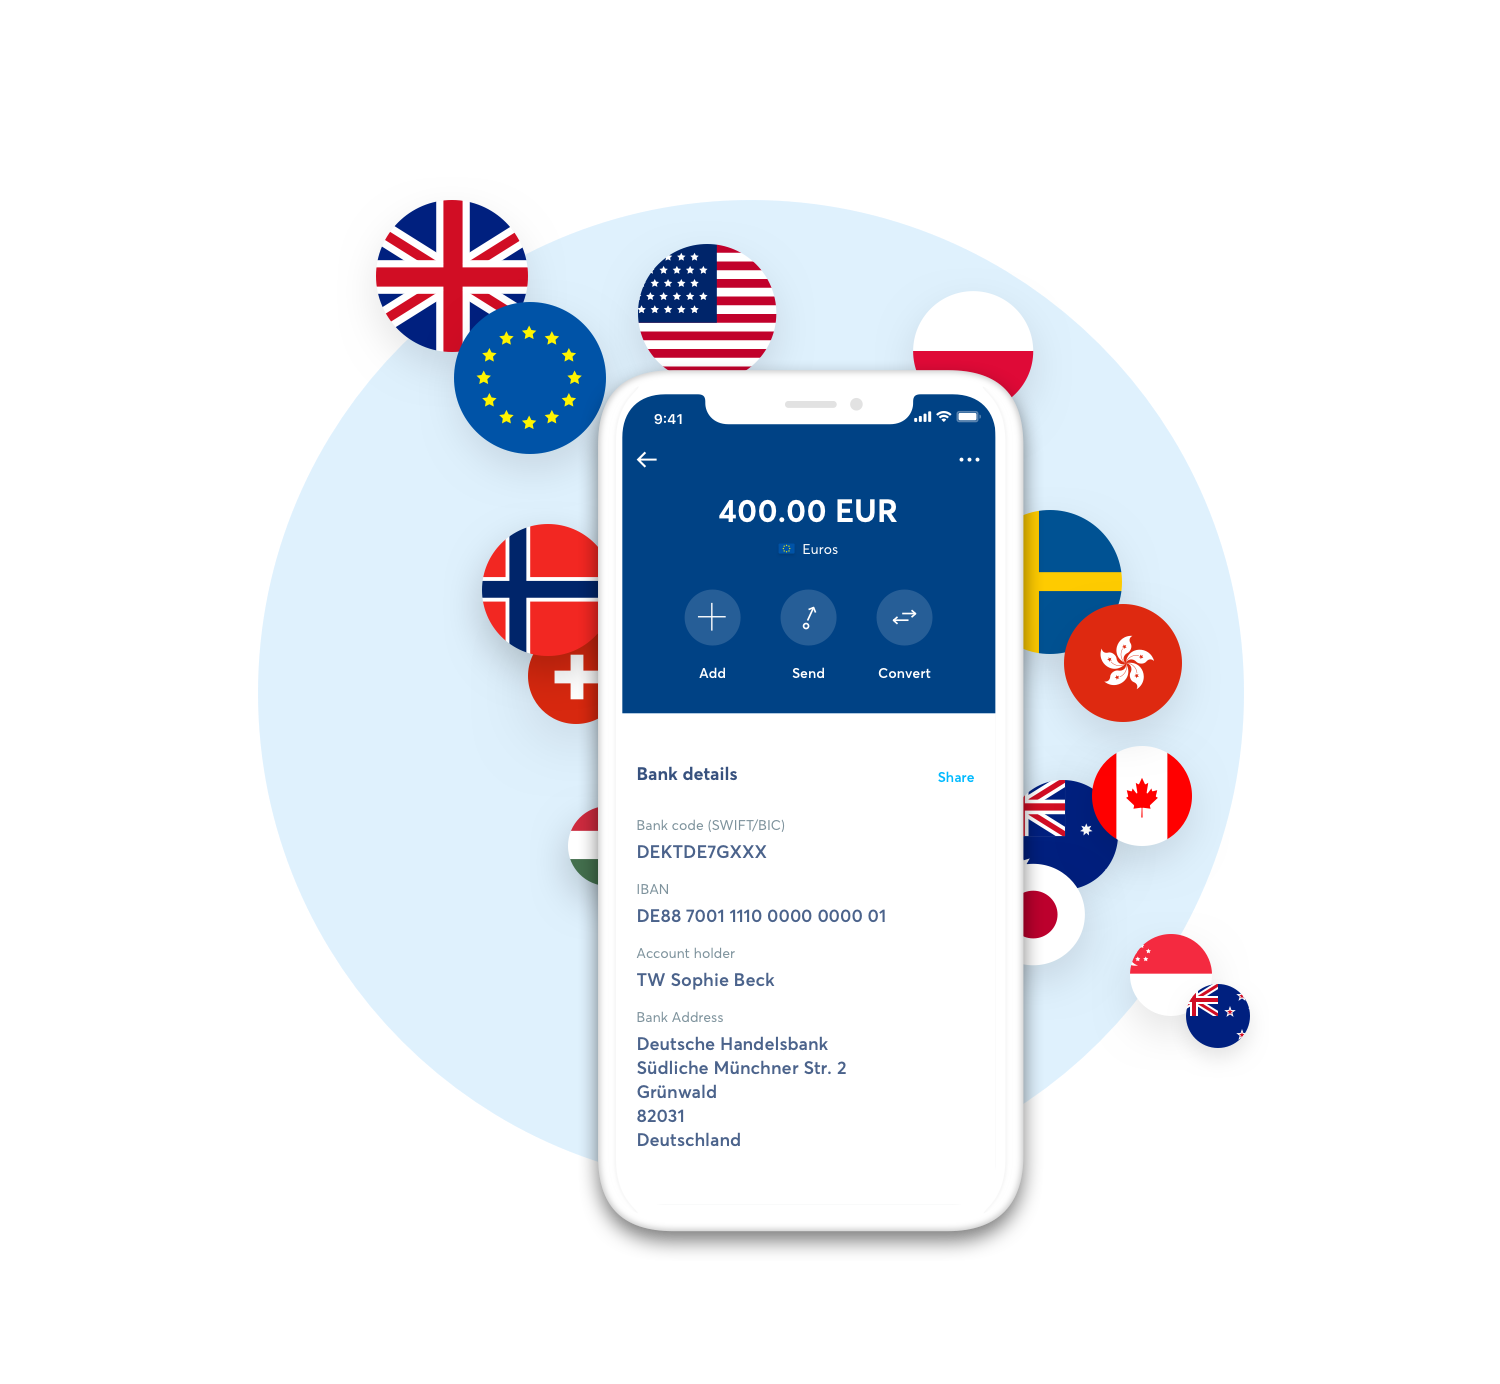 9:41
400.00 EUR
Euros
Add Send Convert
Bank details Share
Bank code (SWIFT/BIC)
DEKTDE7GXXX
IBAN
DE88 7001 1110 0000 0000 01
Account holder
TW Sophie Beck
Bank Address
Deutsche Handelsbank
Südliche Münchner Str. 2
Grünwald
82031
Deutschland